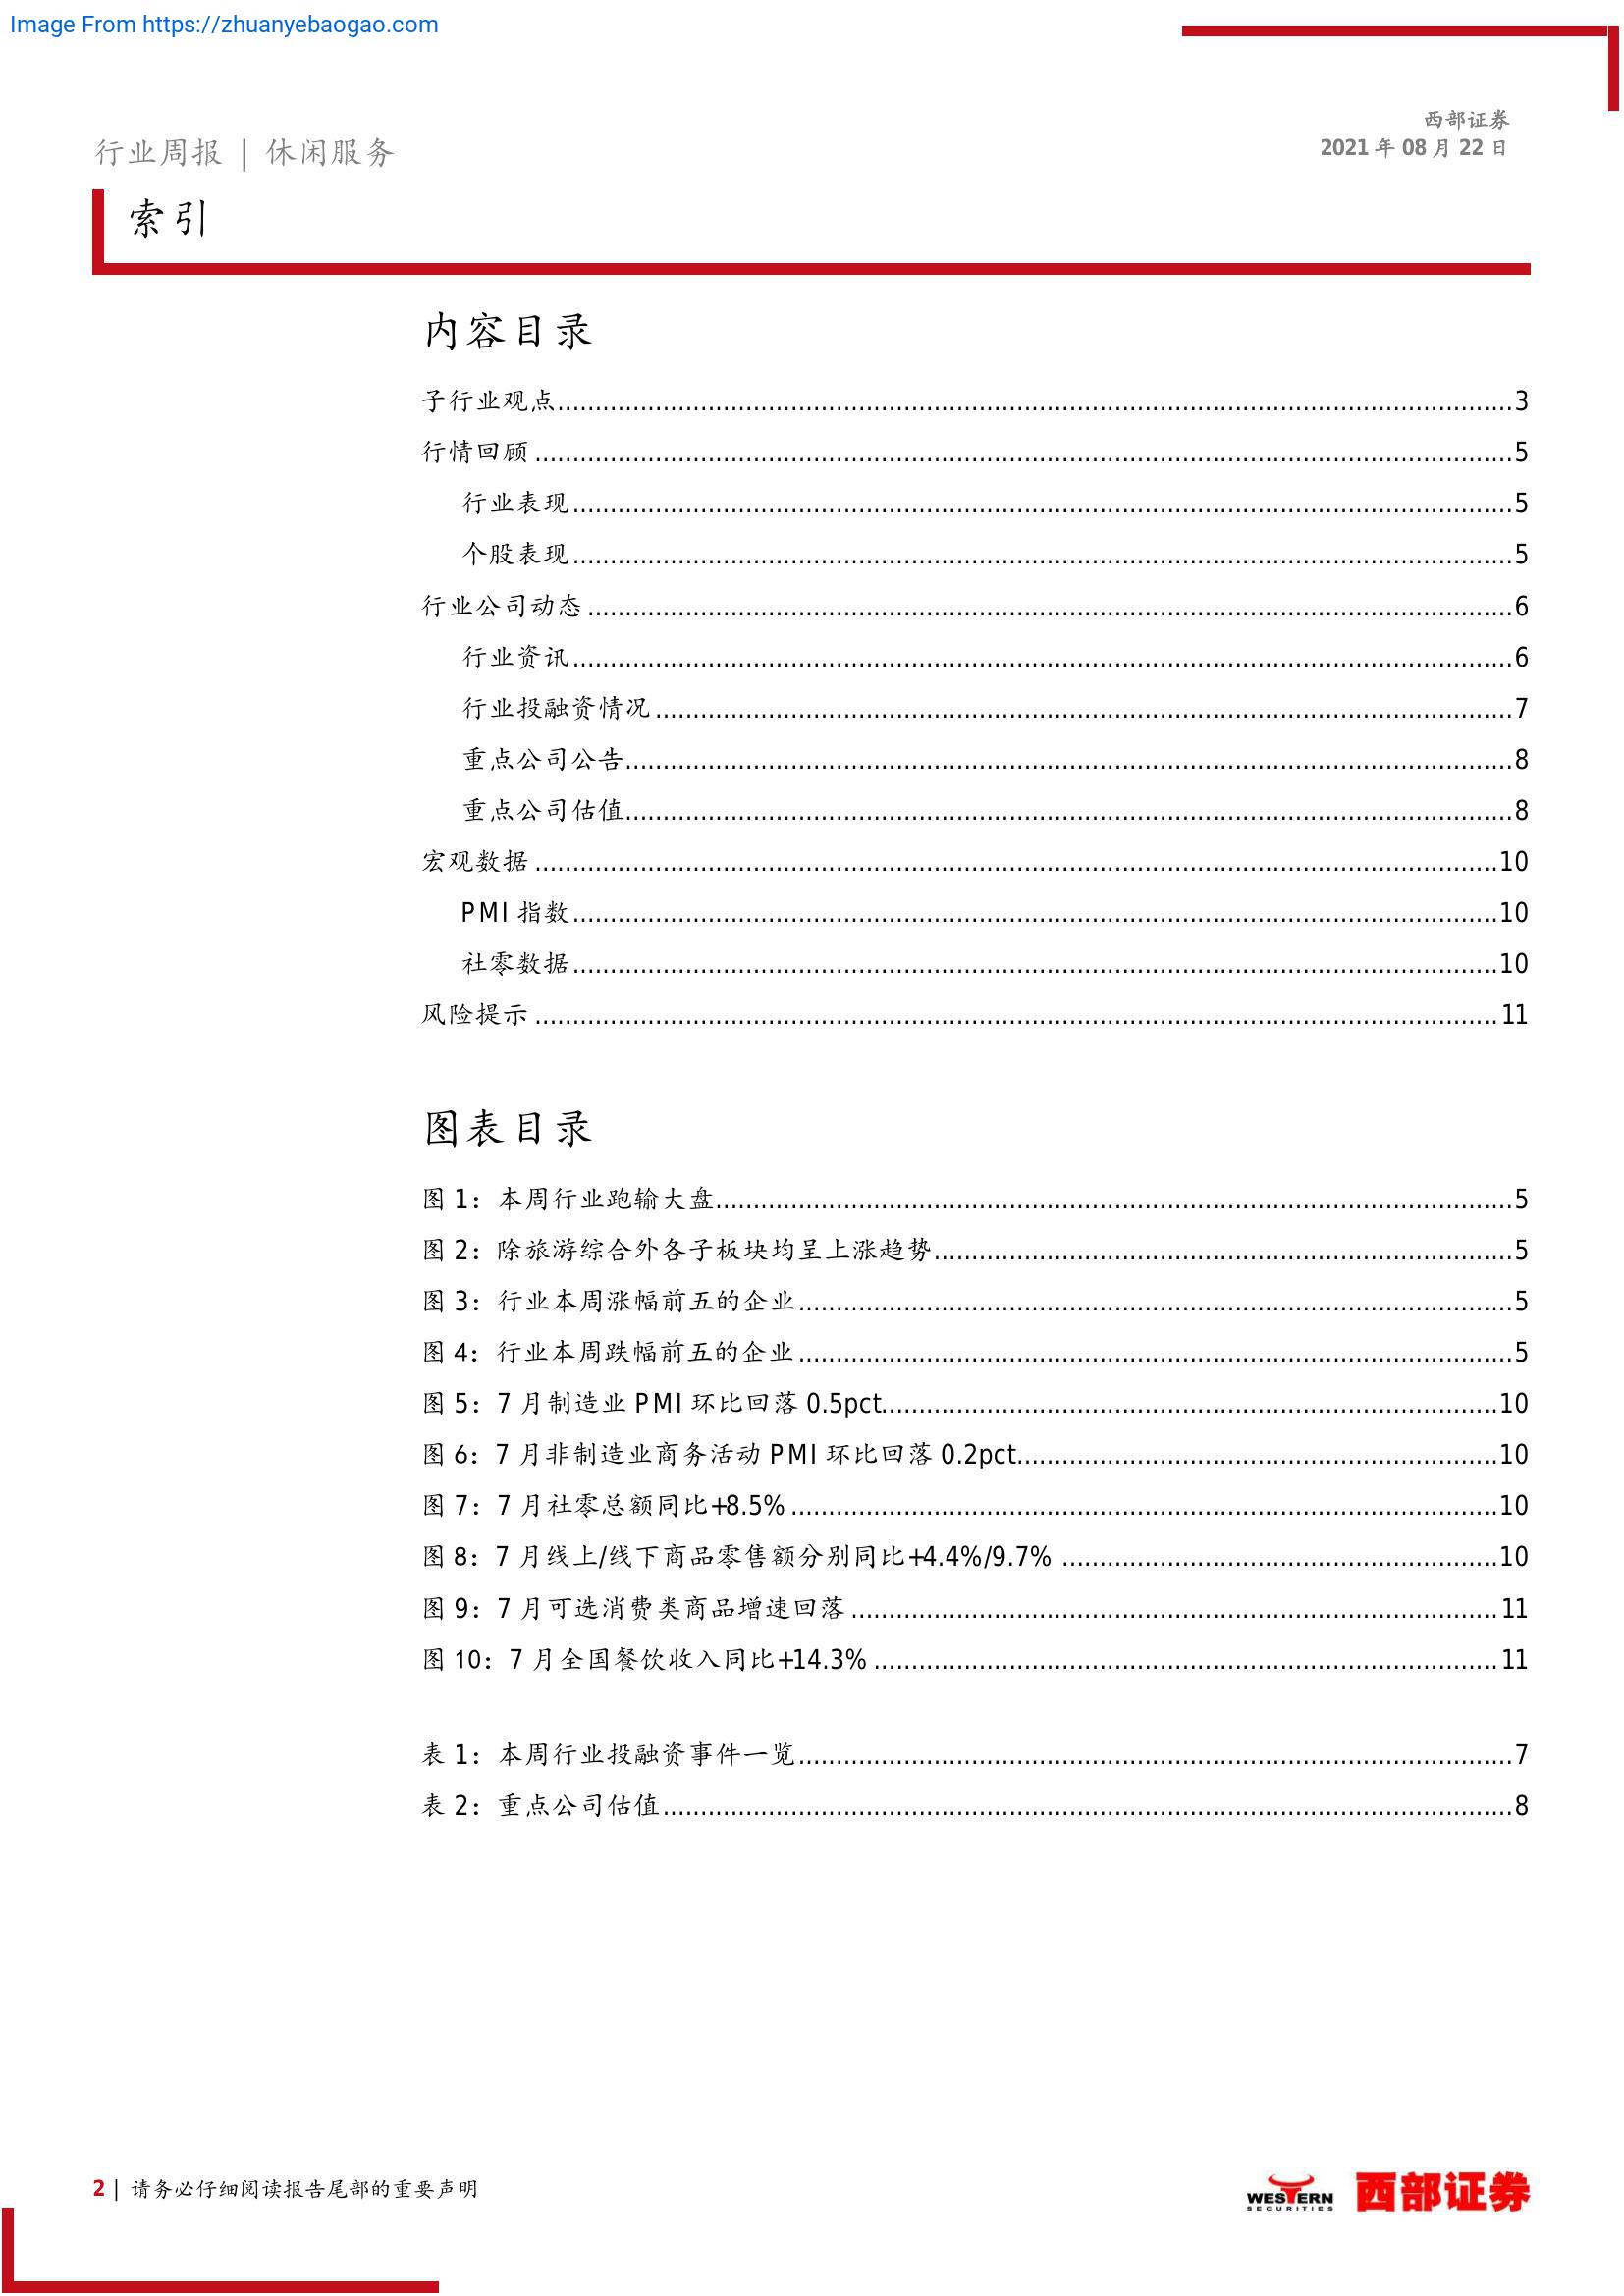 Image From https://zhuanyebaogao.com
西部证券
2021 年 08 月 22 日
行业周报 | 休闲服务
索引
内容目录
子行业观点..........3
行情回顾..........5
行业表现..........5
个股表现..........5
行业公司动态..........6
行业资讯..........6
行业投融资情况..........7
重点公司公告..........8
重点公司估值..........8
宏观数据..........10
PMI 指数..........10
社零数据..........10
风险提示..........11
图表目录
图 1：本周行业跑输大盘..........5
图 2：除旅游综合外各子板块均呈上涨趋势..........5
图 3：行业本周涨幅前五的企业..........5
图 4：行业本周跌幅前五的企业..........5
图 5：7 月制造业 PMI 环比回落 0.5pct..........10
图 6：7 月非制造业商务活动 PMI 环比回落 0.2pct..........10
图 7：7 月社零总额同比+8.5%..........10
图 8：7 月线上/线下商品零售额分别同比+4.4%/9.7%..........10
图 9：7 月可选消费类商品增速回落..........11
图 10：7 月全国餐饮收入同比+14.3%..........11
表 1：本周行业投融资事件一览..........7
表 2：重点公司估值..........8
2 | 请务必仔细阅读报告尾部的重要声明
WESTERN
SECURITIES
西部证券